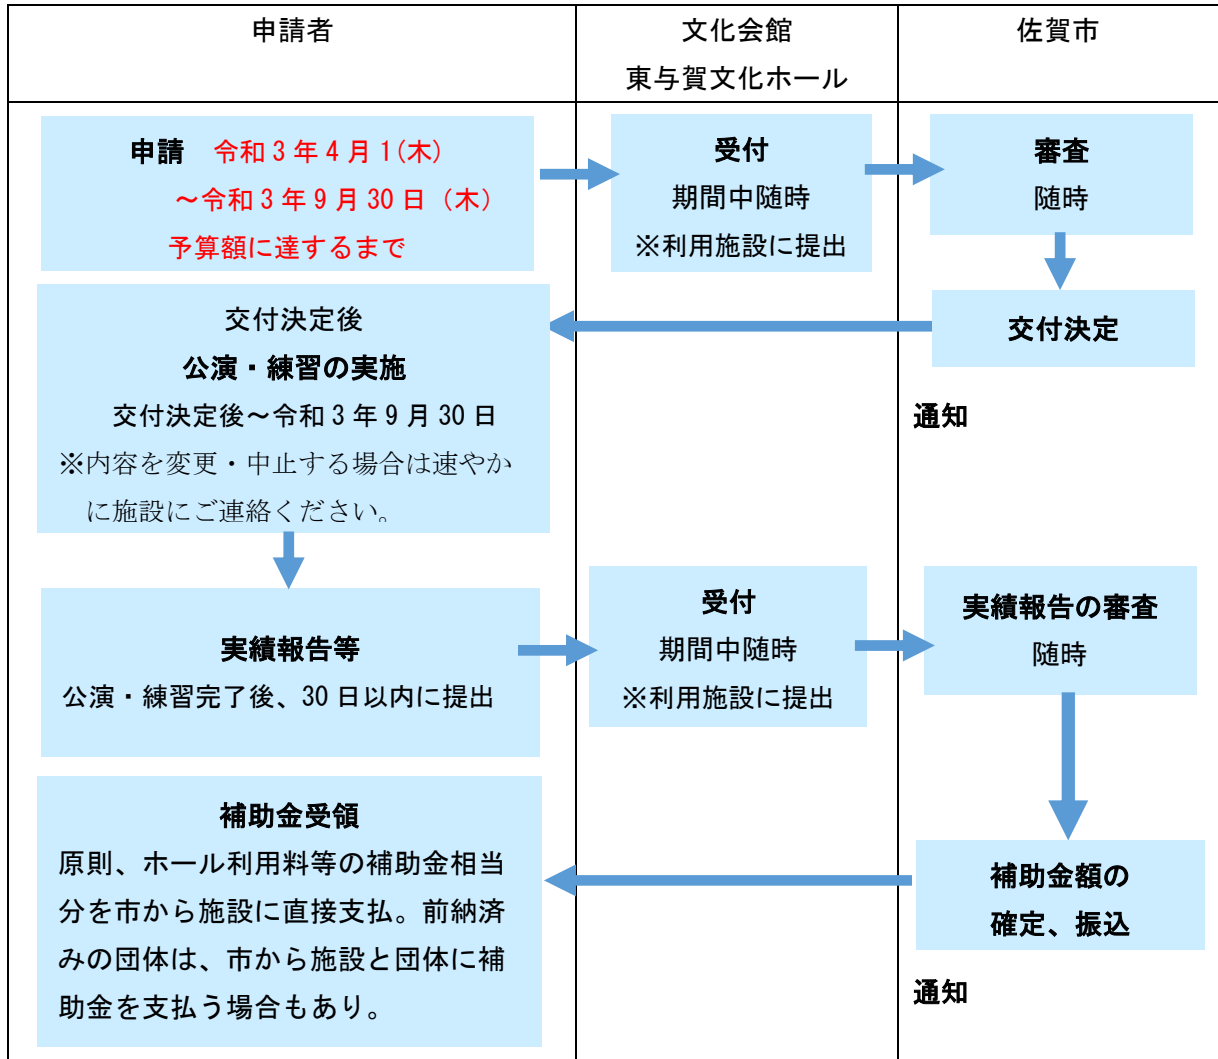 申請者
文化会館
東与賀文化ホール
佐賀市
申請 令和3年4月1(木)
～令和3年9月30日（木）
予算額に達するまで
受付
期間中随時
※利用施設に提出
審査
随時
交付決定
通知
交付決定後
公演・練習の実施
交付決定後～令和3年9月30日
※内容を変更・中止する場合は速やか
に施設にご連絡ください。
実績報告等
公演・練習完了後、30日以内に提出
受付
期間中随時
※利用施設に提出
実績報告の審査
随時
補助金額の
確定、振込
通知
補助金受領
原則、ホール利用料等の補助金相当
分を市から施設に直接支払。前納済
みの団体は、市から施設と団体に補
助金を支払う場合もあり。